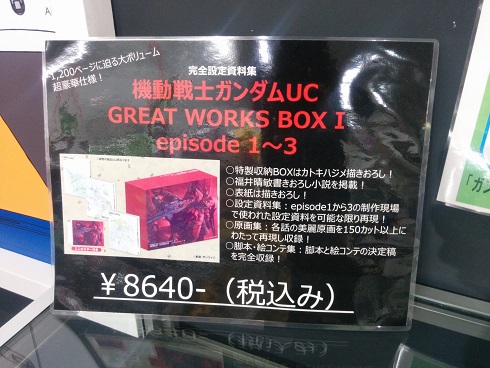 1,200ページに迫る大ボリューム
超豪華仕様！
完全設定資料集
機動戦士ガンダムUC
GREAT WORKS BOX I
episode 1～3
○特製収納BOXはカトキハジメ描きおろし！
○福井晴敏書きおろし小説を掲載！
○表紙は描きおろし！
○設定資料集：episode1から3の制作現場
で使われた設定資料を可能な限り再現！
○原画集：各話の美麗原画を150カット以上に
わたって再現し収録！
○脚本・絵コンテ集：脚本と絵コンテの決定稿
を完全収録！
￥8640-（税込み）
A
「ガン